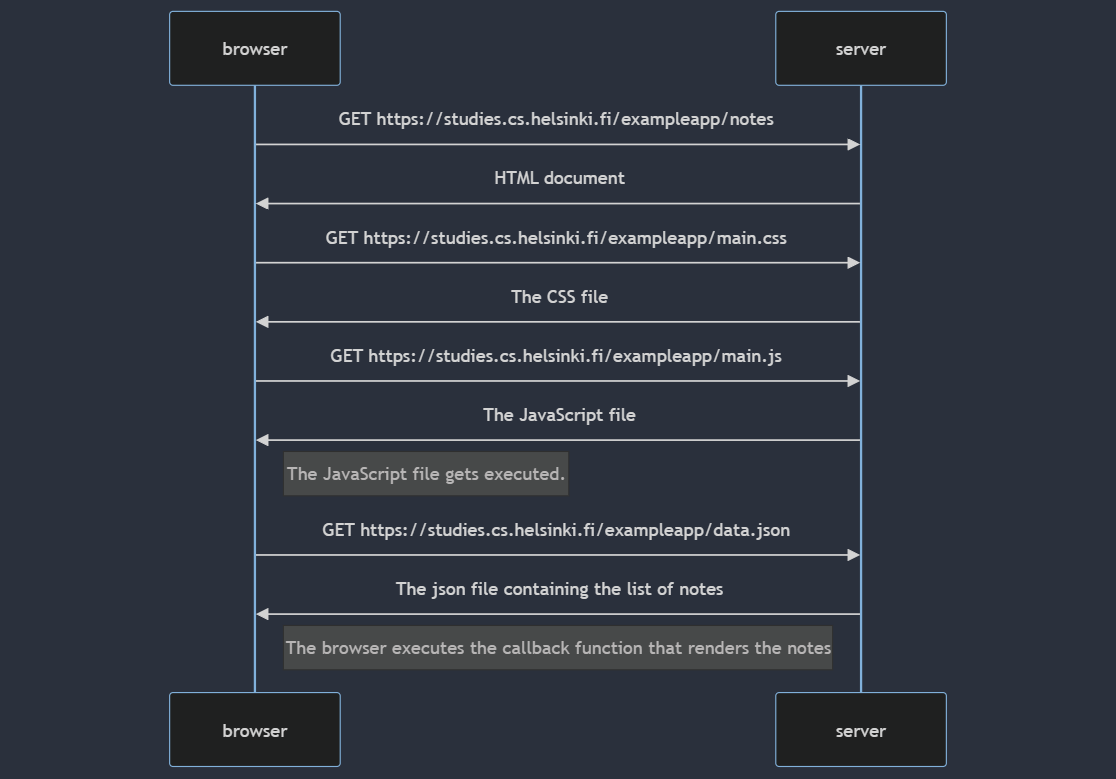 browser
server
GET https://studies.cs.helsinki.fi/exampleapp/notes
HTML document
GET https://studies.cs.helsinki.fi/exampleapp/main.css
The CSS file
GET https://studies.cs.helsinki.fi/exampleapp/main.js
The JavaScript file
The JavaScript file gets executed.
GET https://studies.cs.helsinki.fi/exampleapp/data.json
The json file containing the list of notes
The browser executes the callback function that renders the notes
browser
server